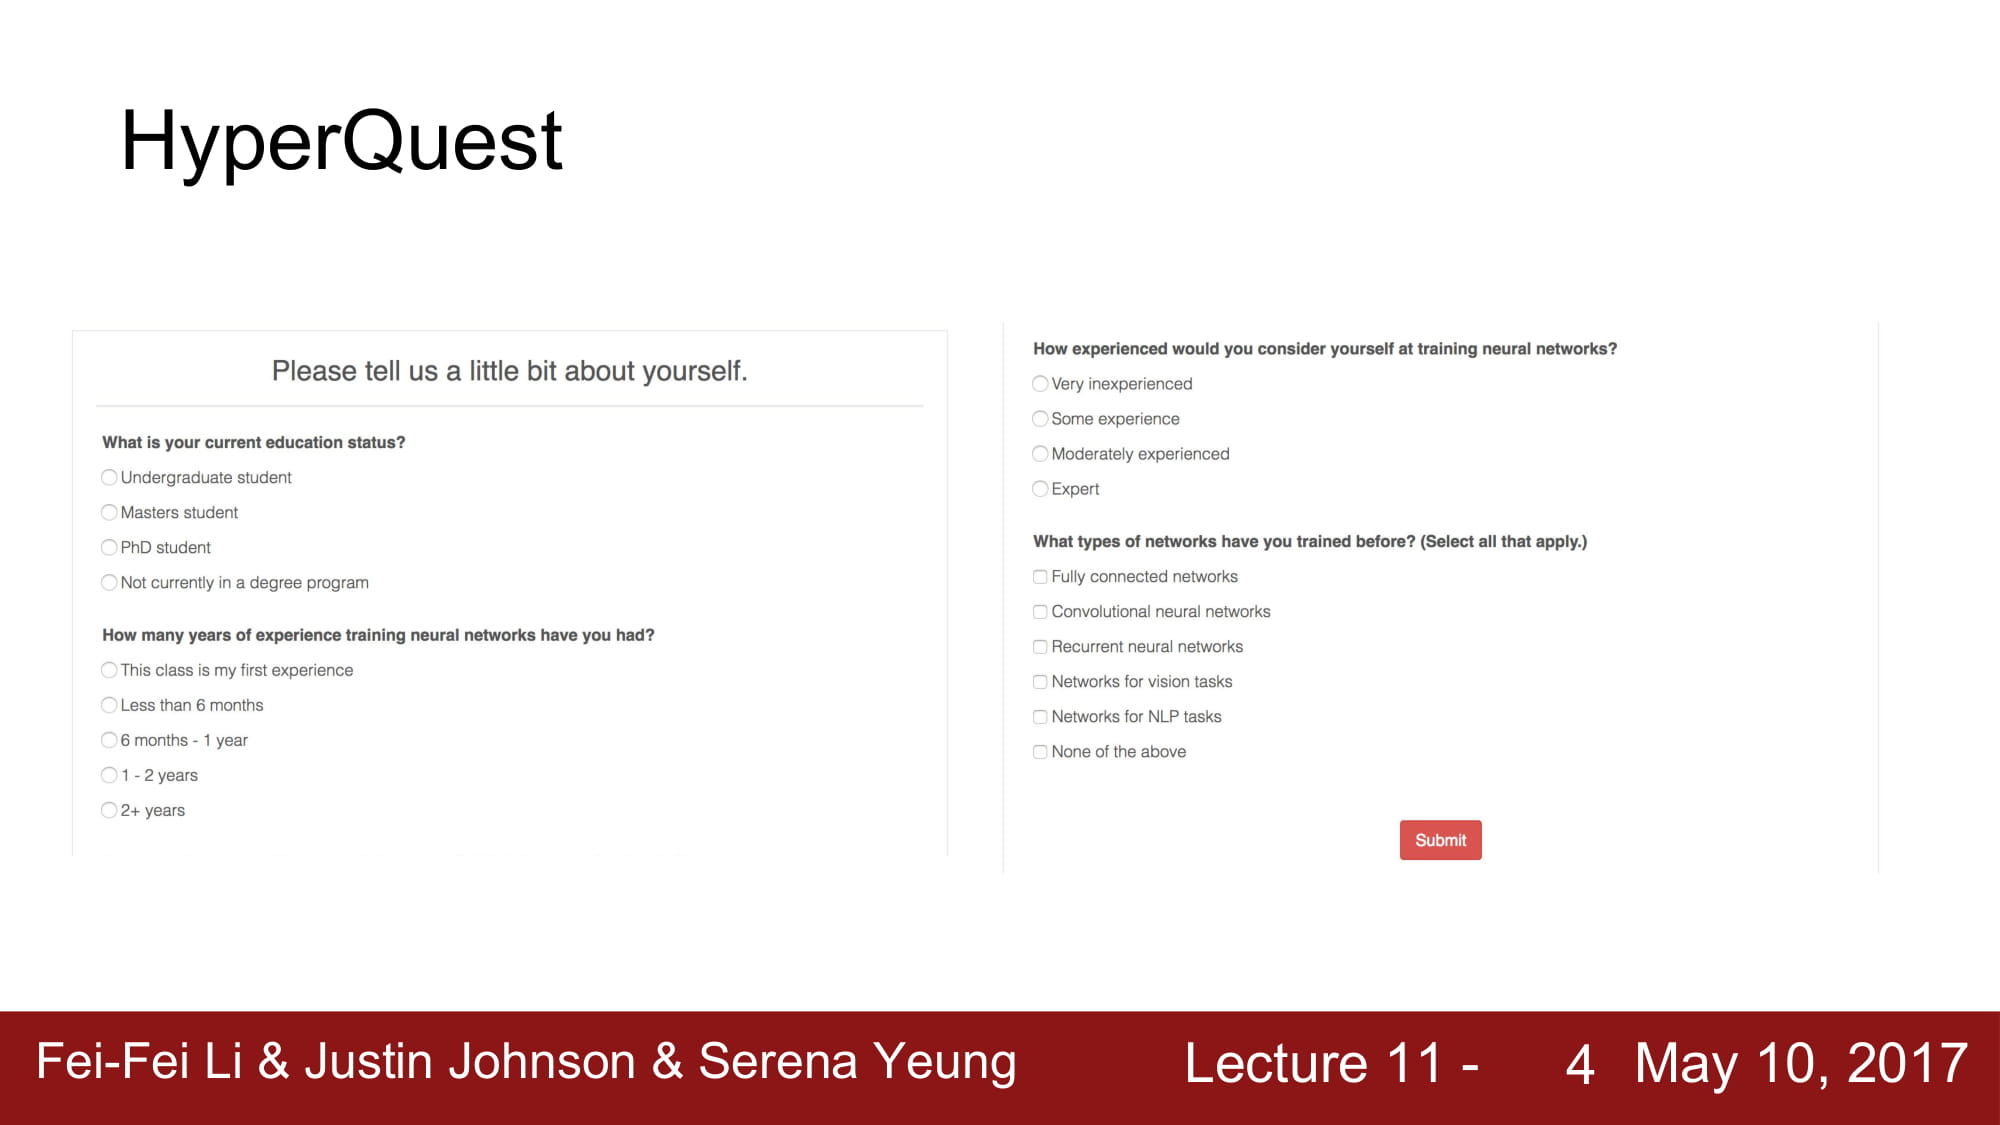 HyperQuest
Please tell us a little bit about yourself.
What is your current education status?
Undergraduate student
Masters student
PhD student
Not currently in a degree program
How many years of experience training neural networks have you had?
This class is my first experience
Less than 6 months
6 months - 1 year
1 - 2 years
2+ years
How experienced would you consider yourself at training neural networks?
Very inexperienced
Some experience
Moderately experienced
Expert
What types of networks have you trained before? (Select all that apply.)
Fully connected networks
Convolutional neural networks
Recurrent neural networks
Networks for vision tasks
Networks for NLP tasks
None of the above
Submit
Fei-Fei Li & Justin Johnson & Serena Yeung Lecture 11 - 4 May 10, 2017